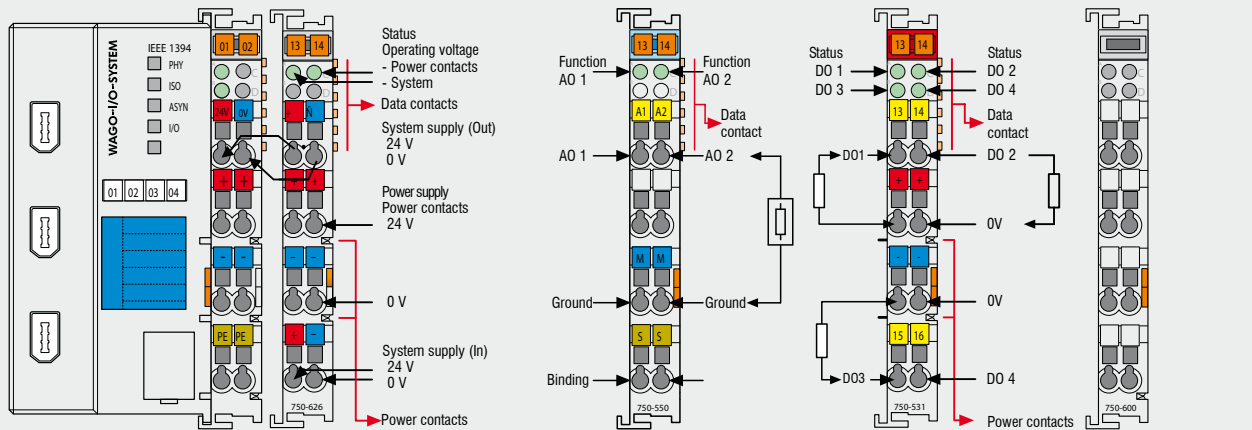 WAGO-I/O-SYSTEM
IEEE 1394
PHY
ISO
ASYN
I/O
01 02 03 04
01 02
C
D
24V 0V
+ +
- -
PE PE
13 14
+ Ñ
+ +
- -
+ -
750-626
Status
Operating voltage
- Power contacts
- System
Data contacts
System supply (Out)
24 V
0 V
Power supply
Power contacts
24 V
0 V
System supply (In)
24 V
0 V
Power contacts
Function
AO 1
13 14
Function
AO 2
A1 A2
Data
contact
AO 1
AO 2
M M
Ground
Ground
S S
Binding
750-550
Status
DO 1
DO 3
13 14
Status
DO 2
DO 4
13 14
Data
contact
DO1
DO 2
+ +
0V
- -
0V
15 16
DO3
DO 4
750-531
Power contacts
C
D
750-600